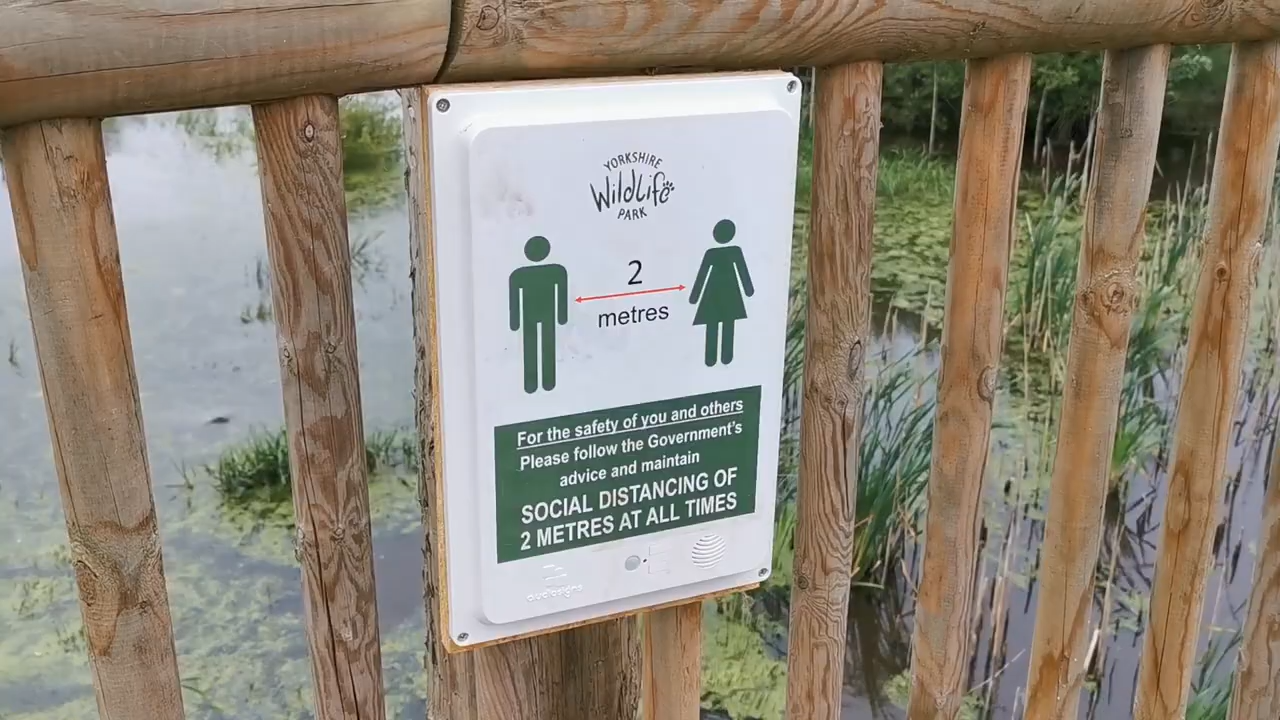 YORKSHIRE
WildLife
PARK
2
metres
For the safety of you and others
Please follow the Government's
advice and maintain
SOCIAL DISTANCING OF
2 METRES AT ALL TIMES
audiosigns